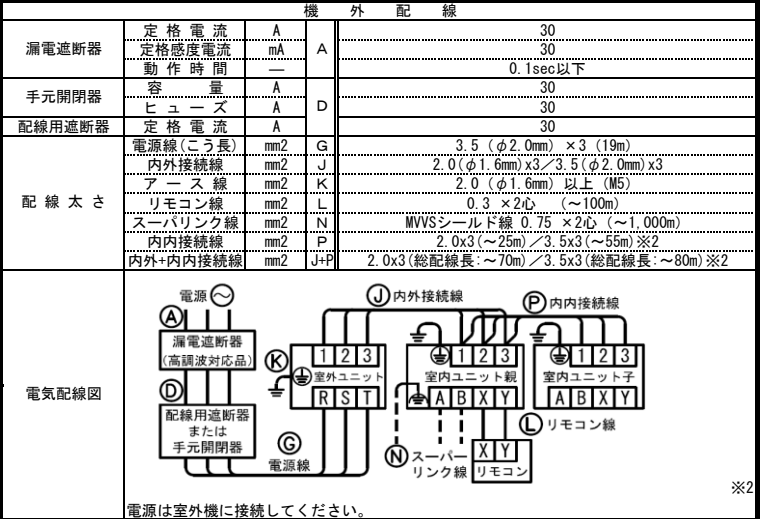 機 外 配 線
漏電遮断器 定格電流 A A 30
定格感度電流 mA 30
動作時間 — 0.1sec以下
手元開閉器 容 量 A D 30
ヒューズ A 30
配線用遮断器 定格電流 A 30
配線太さ 電源線(こう長) mm2 G 3.5 (φ2.0mm) ×3 (19m)
内外接続線 mm2 J 2.0(φ1.6mm)x3／3.5(φ2.0mm)x3
アース線 mm2 K 2.0 (φ1.6mm) 以上 (M5)
リモコン線 mm2 L 0.3 ×2心 (～100m)
スーパリンク線 mm2 N MVVSシールド線 0.75 ×2心 (～1,000m)
内内接続線 mm2 P 2.0x3(～25m)／3.5x3(～55m)※2
内外+内内接続線 mm2 J+P 2.0x3(総配線長:～70m)／3.5x3(総配線長:～80m)※2
電気配線図
電源
A
漏電遮断器
(高調波対応品)
D
配線用遮断器
または
手元開閉器
G
電源線
J 内外接続線
K
1 2 3
室外ユニット
R S T
P 内内接続線
1 2 3
室内ユニット親
A B X Y
1 2 3
室内ユニット子
A B X Y
L リモコン線
N スーパー
リンク線
X Y
リモコン
※2
電源は室外機に接続してください。